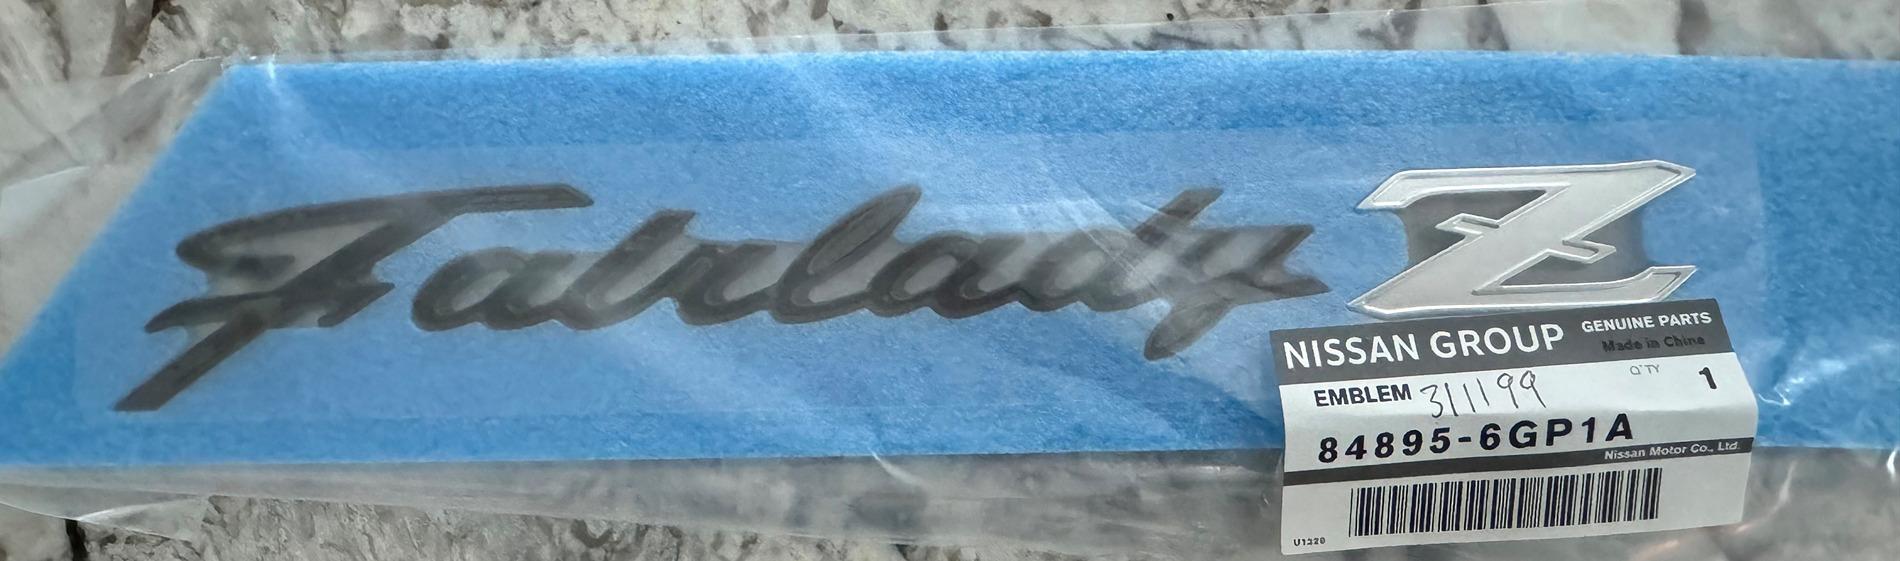 Fairlady Z
NISSAN GROUP GENUINE PARTS
Made in China
EMBLEM 311199 Q'TY 1
84895-6GP1A
Nissan Motor Co., Ltd.
U1220